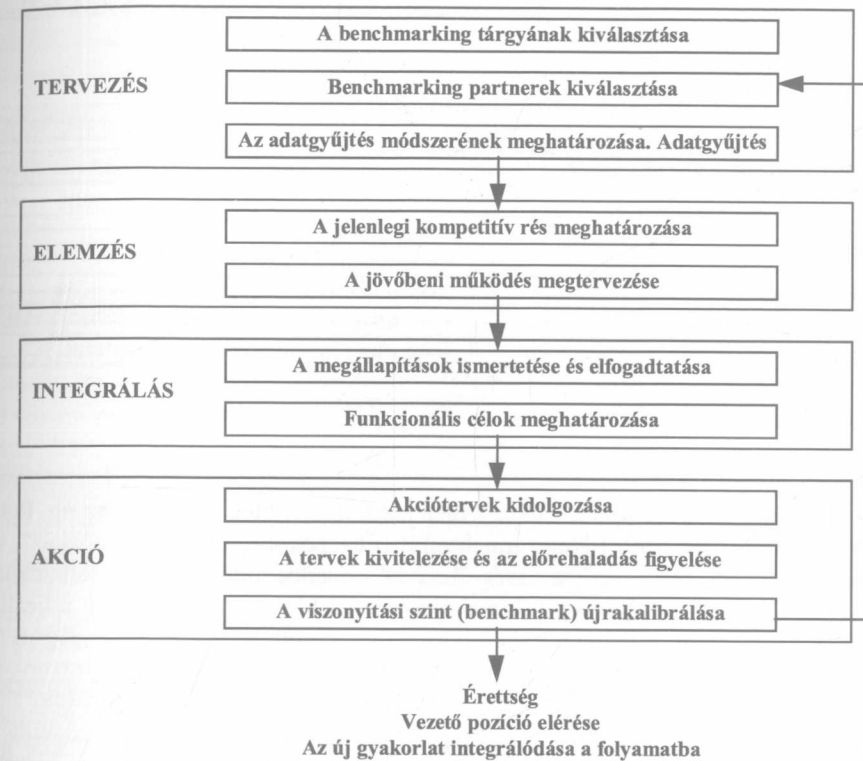 A benchmarking tárgyának kiválasztása
TERVEZÉS
Benchmarking partnerek kiválasztása
Az adatgyűjtés módszerének meghatározása. Adatgyűjtés
A jelenlegi kompetitív rés meghatározása
ELEMZÉS
A jövőbeni működés megtervezése
A megállapítások ismertetése és elfogadtatása
INTEGRÁLÁS
Funkcionális célok meghatározása
Akciótervek kidolgozása
AKCIÓ
A tervek kivitelezése és az előrehaladás figyelése
A viszonyítási szint (benchmark) újrakalibrálása
Érettség
Vezető pozíció elérése
Az új gyakorlat integrálódása a folyamatba